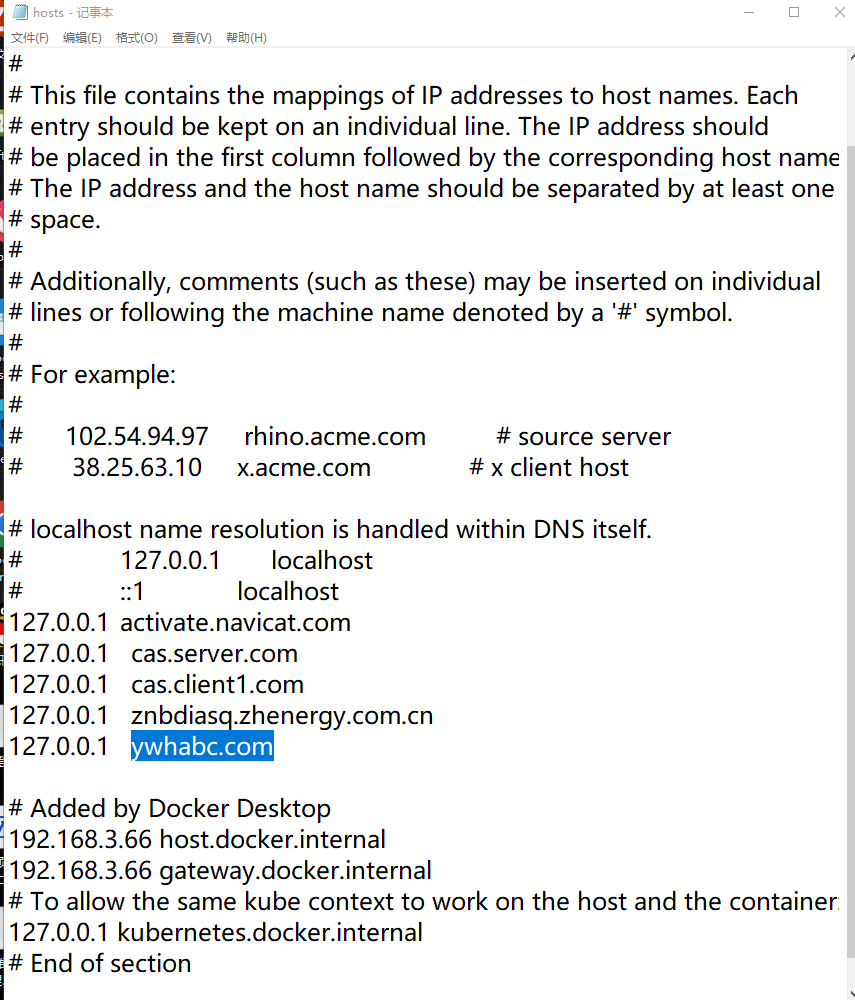 hosts - 记事本
文件(F) 编辑(E) 格式(O) 查看(V) 帮助(H)
#
# This file contains the mappings of IP addresses to host names. Each
# entry should be kept on an individual line. The IP address should
# be placed in the first column followed by the corresponding host name
# The IP address and the host name should be separated by at least one
# space.
#
# Additionally, comments (such as these) may be inserted on individual
# lines or following the machine name denoted by a '#' symbol.
#
# For example:
#
# 102.54.94.97 rhino.acme.com # source server
# 38.25.63.10 x.acme.com # x client host
# localhost name resolution is handled within DNS itself.
# 127.0.0.1 localhost
# ::1 localhost
127.0.0.1 activate.navicat.com
127.0.0.1 cas.server.com
127.0.0.1 cas.client1.com
127.0.0.1 znbdiasq.zhenergy.com.cn
127.0.0.1 ywhabc.com
# Added by Docker Desktop
192.168.3.66 host.docker.internal
192.168.3.66 gateway.docker.internal
# To allow the same kube context to work on the host and the container:
127.0.0.1 kubernetes.docker.internal
# End of section